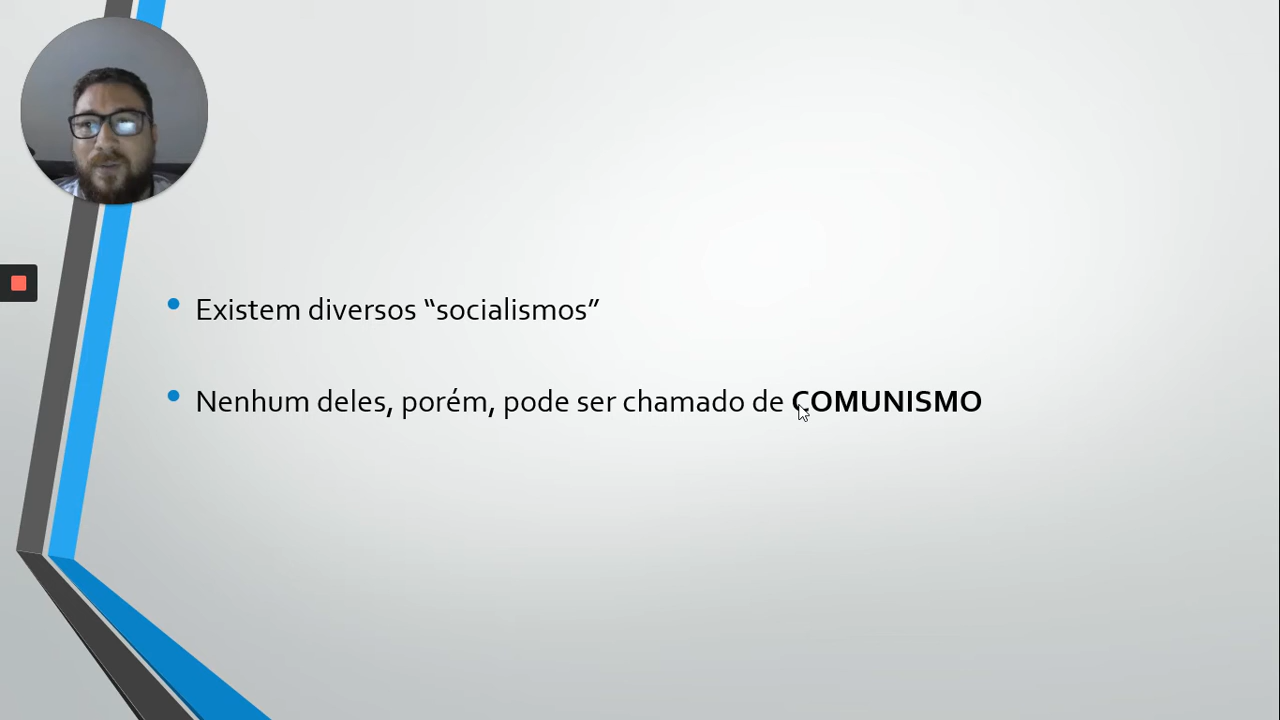 Existem diversos “socialismos”
Nenhum deles, porém, pode ser chamado de COMUNISMO